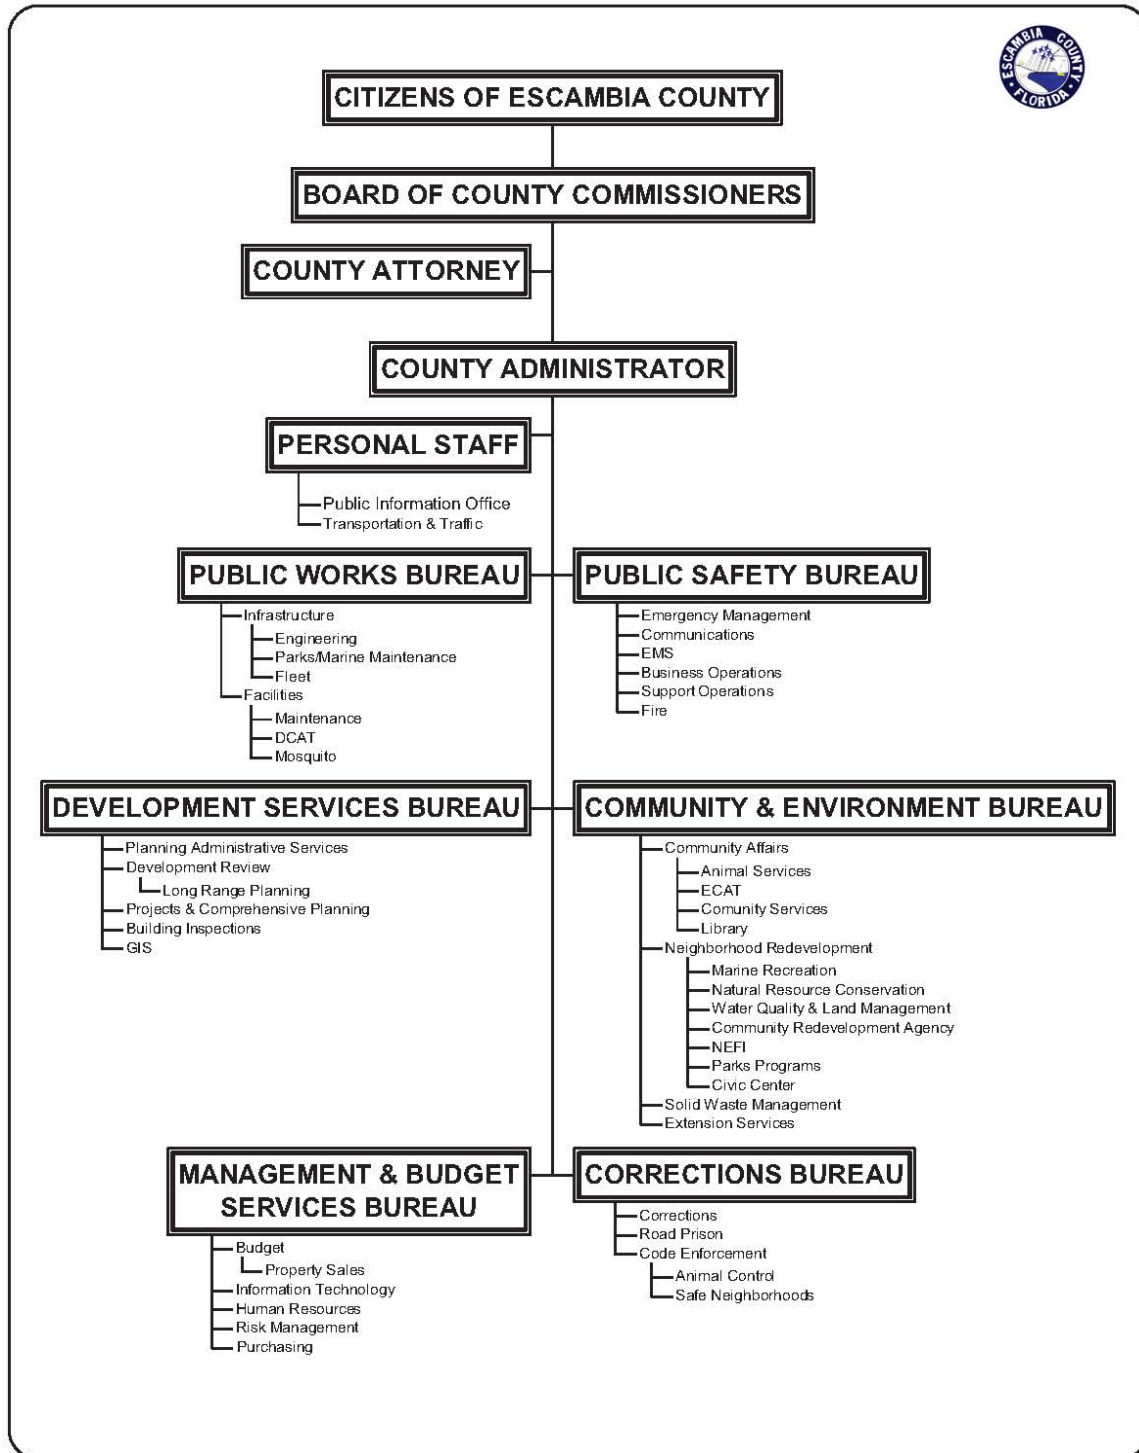 ESCAMBIA COUNTY
FLORIDA
CITIZENS OF ESCAMBIA COUNTY
BOARD OF COUNTY COMMISSIONERS
COUNTY ATTORNEY
COUNTY ADMINISTRATOR
PERSONAL STAFF
Public Information Office
Transportation & Traffic
PUBLIC WORKS BUREAU
Infrastructure
Engineering
Parks/Marine Maintenance
Fleet
Facilities
Maintenance
DCAT
Mosquito
PUBLIC SAFETY BUREAU
Emergency Management
Communications
EMS
Business Operations
Support Operations
Fire
DEVELOPMENT SERVICES BUREAU
Planning Administrative Services
Development Review
Long Range Planning
Projects & Comprehensive Planning
Building Inspections
GIS
COMMUNITY & ENVIRONMENT BUREAU
Community Affairs
Animal Services
ECAT
Comunity Services
Library
Neighborhood Redevelopment
Marine Recreation
Natural Resource Conservation
Water Quality & Land Management
Community Redevelopment Agency
NEFI
Parks Programs
Civic Center
Solid Waste Management
Extension Services
MANAGEMENT & BUDGET
SERVICES BUREAU
Budget
Property Sales
Information Technology
Human Resources
Risk Management
Purchasing
CORRECTIONS BUREAU
Corrections
Road Prison
Code Enforcement
Animal Control
Safe Neighborhoods